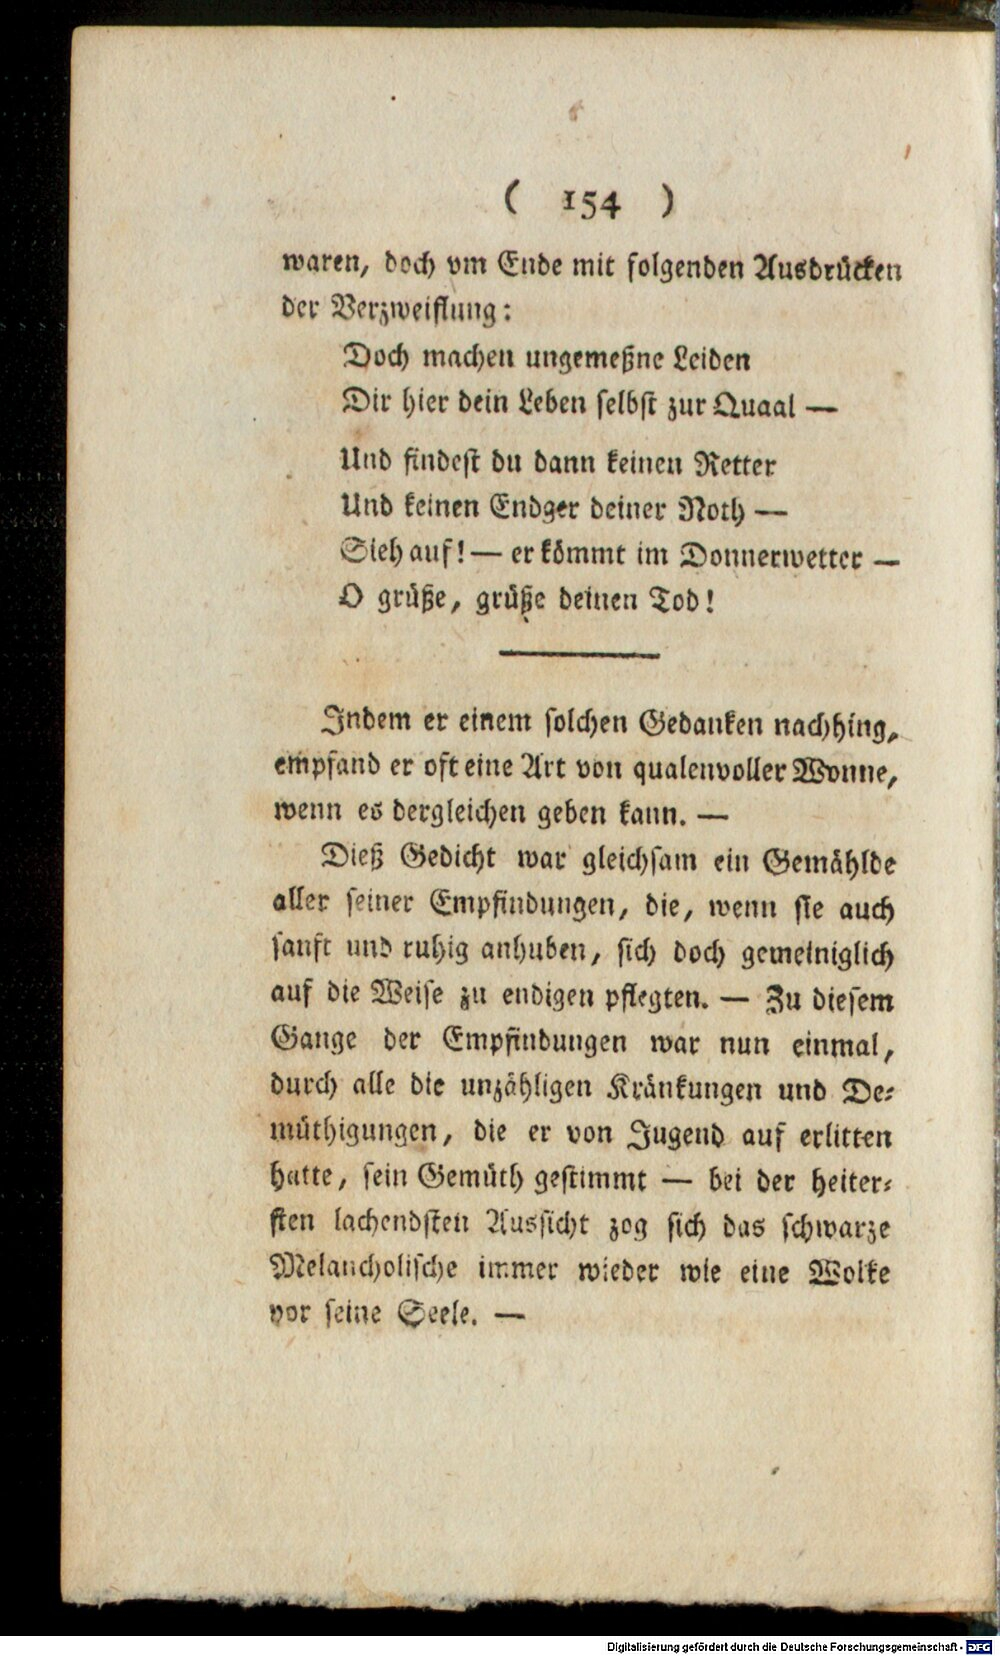 ( 154 )
waren, doch vm Ende mit folgenden Ausdrücken
der Verzweiflung:
Doch machen ungemeßne Leiden
Dir hier dein Leben selbst zur Quaal —
Und findest du dann keinen Retter
Und keinen Endger deiner Noth —
Sieh auf! — er kömmt im Donnerwetter —
O grüße, grüße deinen Tod!
Indem er einem solchen Gedanken nachhing,
empfand er oft eine Art von qualenvoller Wonne,
wenn es dergleichen geben kann. —
Dieß Gedicht war gleichsam ein Gemählde
aller seiner Empfindungen, die, wenn sie auch
sanft und ruhig anhuben, sich doch gemeiniglich
auf die Weise zu endigen pflegten. — Zu diesem
Gange der Empfindungen war nun einmal,
durch alle die unzähligen Kränkungen und De-
müthigungen, die er von Jugend auf erlitten
hatte, sein Gemüth gestimmt — bei der heiter-
sten lachendsten Aussicht zog sich das schwarze
Melancholische immer wieder wie eine Wolke
vor seine Seele. —
Digitalisierung gefördert durch die Deutsche Forschungsgemeinschaft - DFG